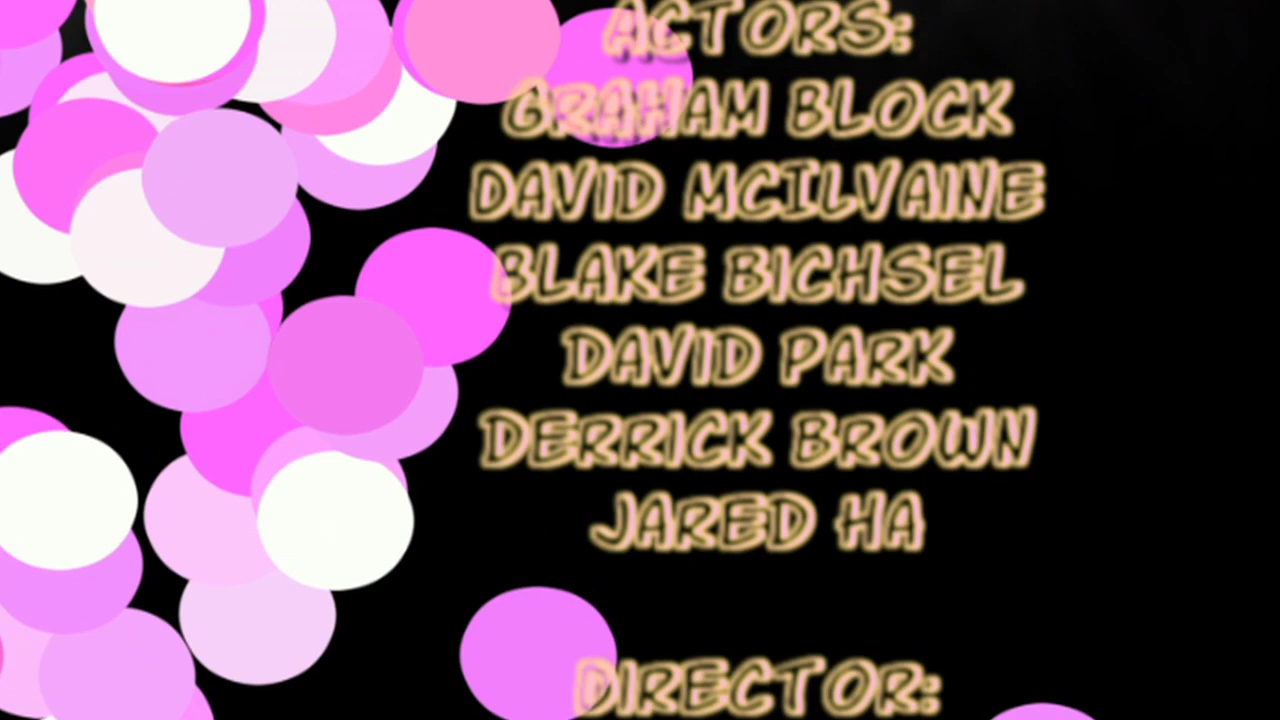 ACTORS:
GRAHAM BLOCK
DAVID MCILVAINE
BLAKE BICHSEL
DAVID PARK
DERRICK BROWN
JARED HA
DIRECTOR: